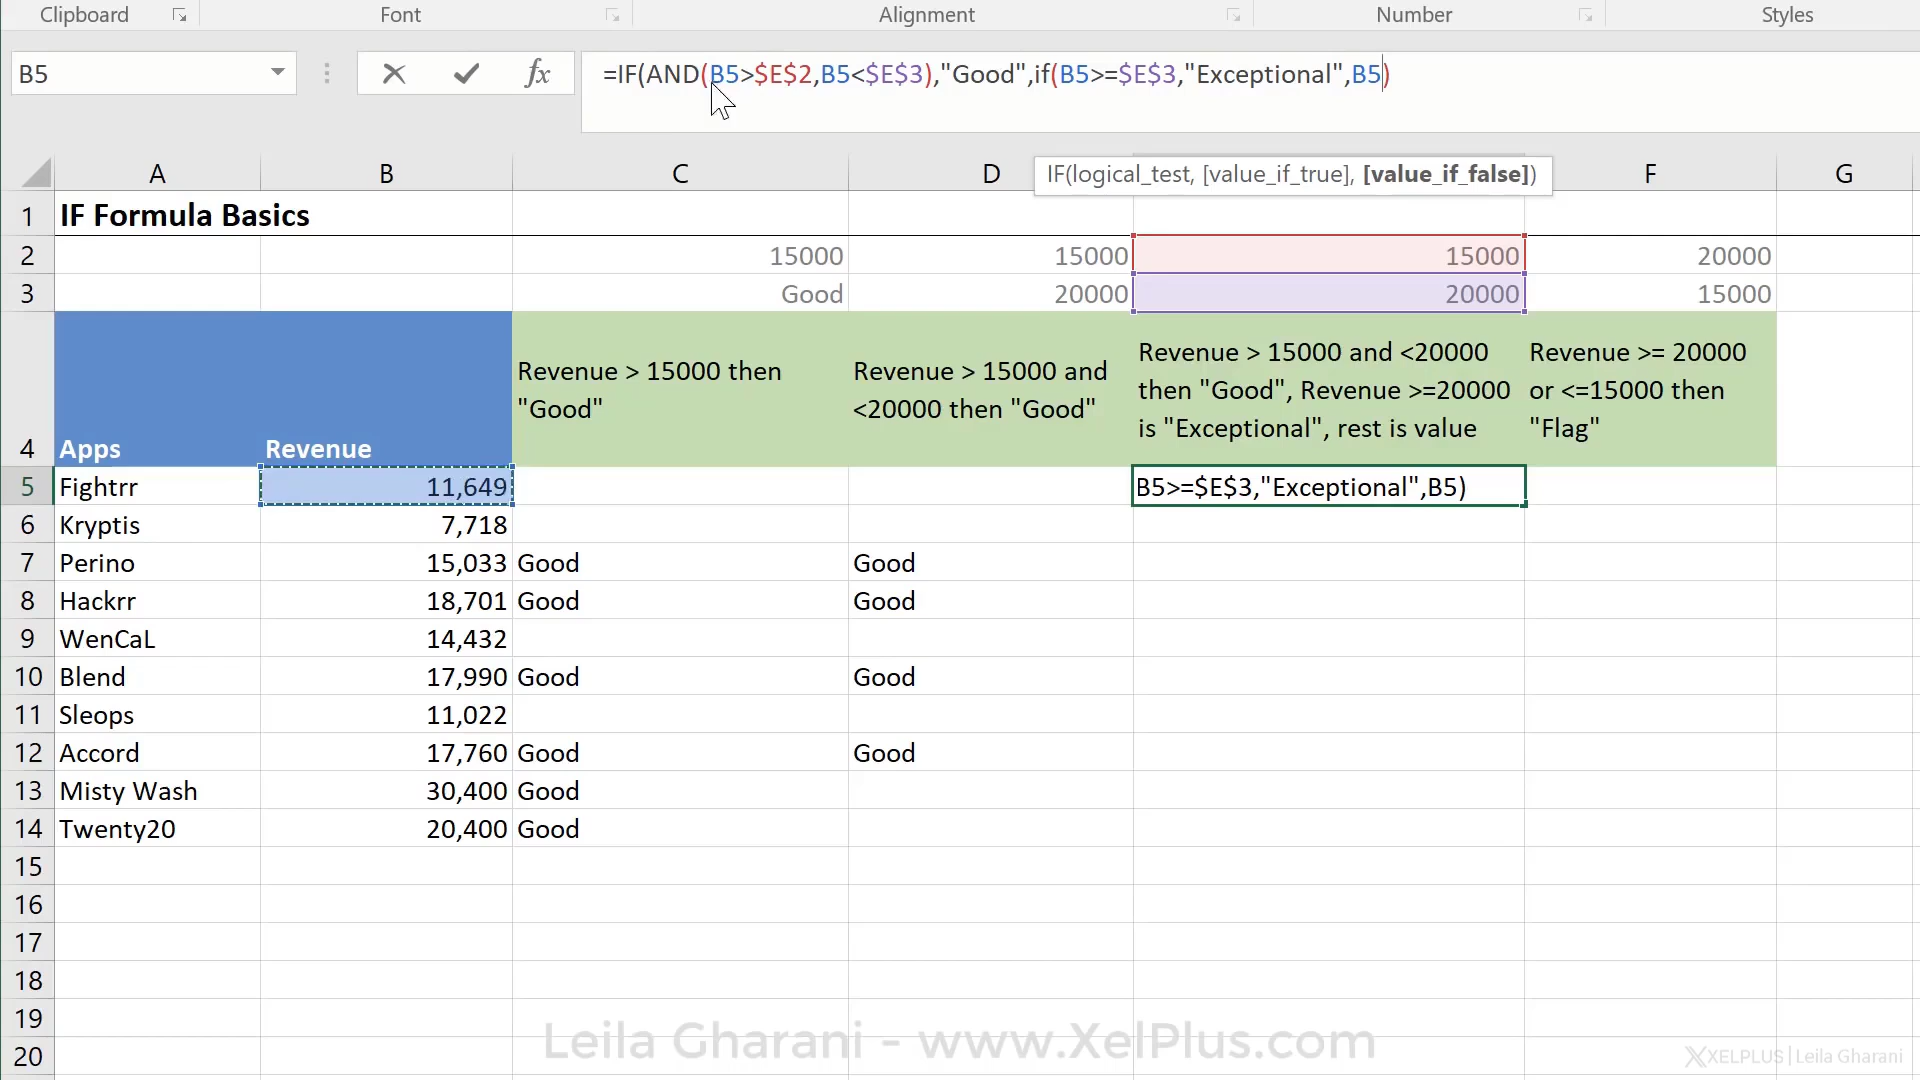 Clipboard Font Alignment Number Styles
B5 fx =IF(AND(B5>$E$2,B5<$E$3),"Good",if(B5>=$E$3,"Exceptional",B5)
IF(logical_test, [value_if_true], [value_if_false])
A B C D F G
1 IF Formula Basics
2 15000 15000 15000 20000
3 Good 20000 20000 15000
Revenue > 15000 then
"Good"
Revenue > 15000 and
<20000 then "Good"
Revenue > 15000 and <20000
then "Good", Revenue >=20000
is "Exceptional", rest is value
Revenue >= 20000
or <=15000 then
"Flag"
4 Apps Revenue
5 Fightrr 11,649 B5>=$E$3,"Exceptional",B5)
6 Kryptis 7,718
7 Perino 15,033 Good Good
8 Hackrr 18,701 Good Good
9 WenCaL 14,432
10 Blend 17,990 Good Good
11 Sleops 11,022
12 Accord 17,760 Good Good
13 Misty Wash 30,400 Good
14 Twenty20 20,400 Good
15
16
17
18
19
20
Leila Gharani - www.XelPlus.com
XELPLUS | Leila Gharani